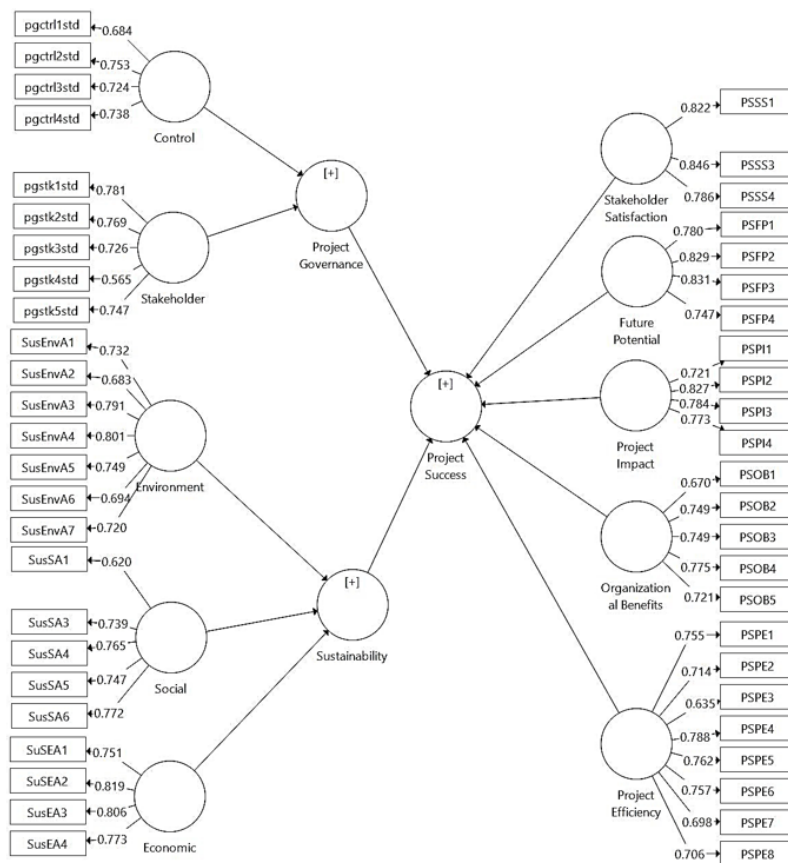 pgctrl1std
0.684
pgctrl2std
0.753
pgctrl3std
0.724
pgctrl4std
0.738
Control
pgstk1std
0.781
pgstk2std
0.769
pgstk3std
0.726
pgstk4std
0.565
pgstk5std
0.747
Stakeholder
[+]
Project
Governance
SusEnvA1
0.732
SusEnvA2
0.683
SusEnvA3
0.791
SusEnvA4
0.801
SusEnvA5
0.749
SusEnvA6
0.694
SusEnvA7
0.720
Environment
SusSA1
0.620
SusSA3
0.739
SusSA4
0.765
SusSA5
0.747
SusSA6
0.772
Social
SuSEA1
0.751
SuSEA2
0.819
SusEA3
0.806
SusEA4
0.773
Economic
[+]
Sustainability
[+]
Project
Success
Stakeholder
Satisfaction
0.822
PSSS1
0.846
PSSS3
0.786
PSSS4
Future
Potential
0.780
PSFP1
0.829
PSFP2
0.831
PSFP3
0.747
PSFP4
Project
Impact
0.721
PSPI1
0.827
PSPI2
0.784
PSPI3
0.773
PSPI4
Organization
al Benefits
0.670
PSOB1
0.749
PSOB2
0.749
PSOB3
0.775
PSOB4
0.721
PSOB5
Project
Efficiency
0.755
PSPE1
0.714
PSPE2
0.635
PSPE3
0.788
PSPE4
0.762
PSPE5
0.757
PSPE6
0.698
PSPE7
0.706
PSPE8